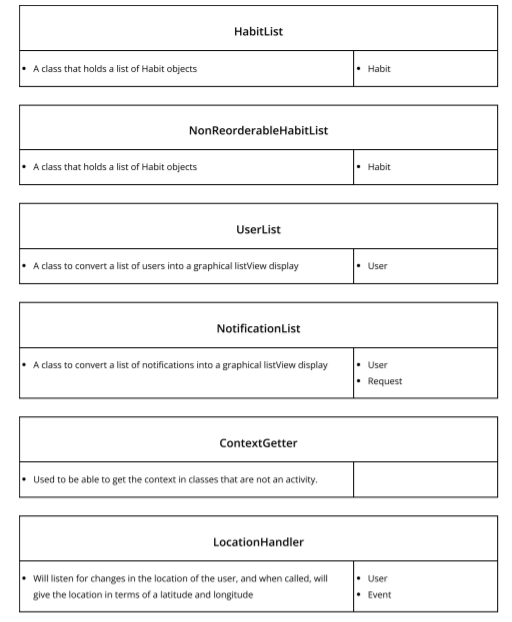 HabitList
• A class that holds a list of Habit objects
• Habit
NonReorderableHabitList
• A class that holds a list of Habit objects
• Habit
UserList
• A class to convert a list of users into a graphical listView display
• User
NotificationList
• A class to convert a list of notifications into a graphical listView display
• User
• Request
ContextGetter
• Used to be able to get the context in classes that are not an activity.
LocationHandler
• Will listen for changes in the location of the user, and when called, will
give the location in terms of a latitude and longitude
• User
• Event